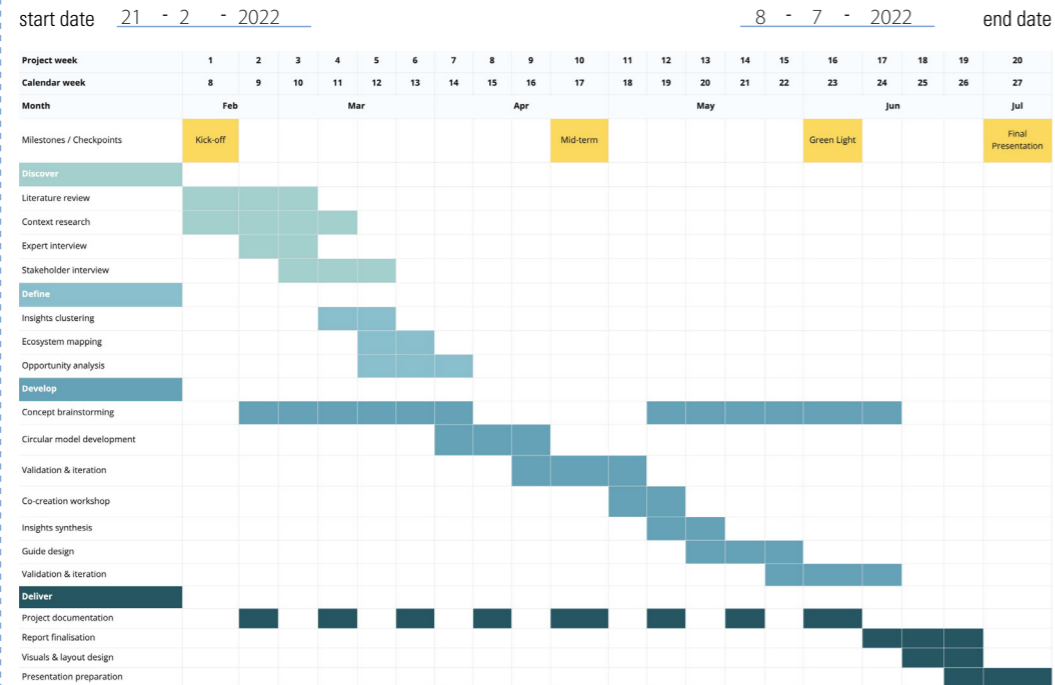 start date 21 - 2 - 2022 8 - 7 - 2022 end date
Project week 1 2 3 4 5 6 7 8 9 10 11 12 13 14 15 16 17 18 19 20
Calendar week 8 9 10 11 12 13 14 15 16 17 18 19 20 21 22 23 24 25 26 27
Month Feb Mar Apr May Jun Jul
Milestones / Checkpoints Kick-off Mid-term Green Light Final
Presentation
Discover
Literature review
Context research
Expert interview
Stakeholder interview
Define
Insights clustering
Ecosystem mapping
Opportunity analysis
Develop
Concept brainstorming
Circular model development
Validation & iteration
Co-creation workshop
Insights synthesis
Guide design
Validation & iteration
Deliver
Project documentation
Report finalisation
Visuals & layout design
Presentation preparation